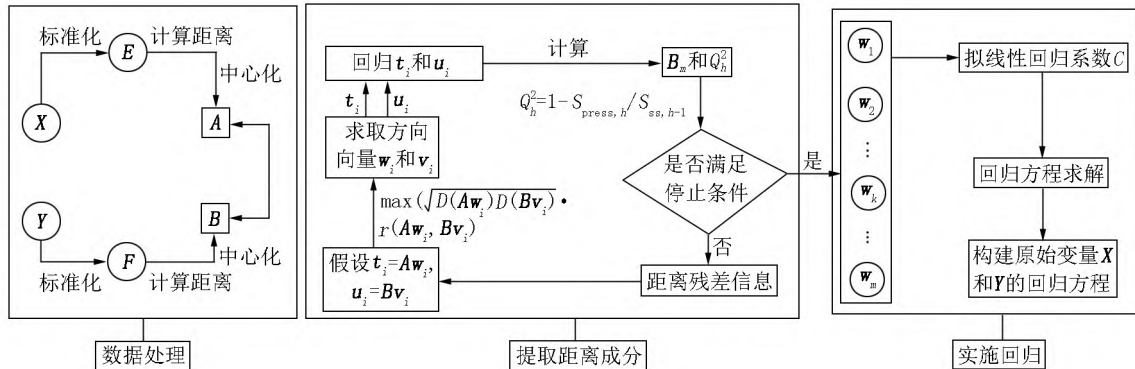 标准化
E
计算距离
中心化
X
A
Y
B
中心化
标准化
F
计算距离
数据处理
回归t_i和u_i
计算
B_m和Q_h^2
t_i
u_i
Q_h^2=1-S_{press,h}/S_{ss,h-1}
求取方向
向量w_i和v_i
是否满足
停止条件
是
max(√D(Aw_i)D(Bv_i)•
r(Aw_i, Bv_i)
否
假设t_i=Aw_i,
u_i=Bv_i
距离残差信息
提取距离成分
w_1
w_2
⋯
w_k
⋯
w_m
拟线性回归系数C
回归方程求解
构建原始变量X
和Y的回归方程
实施回归